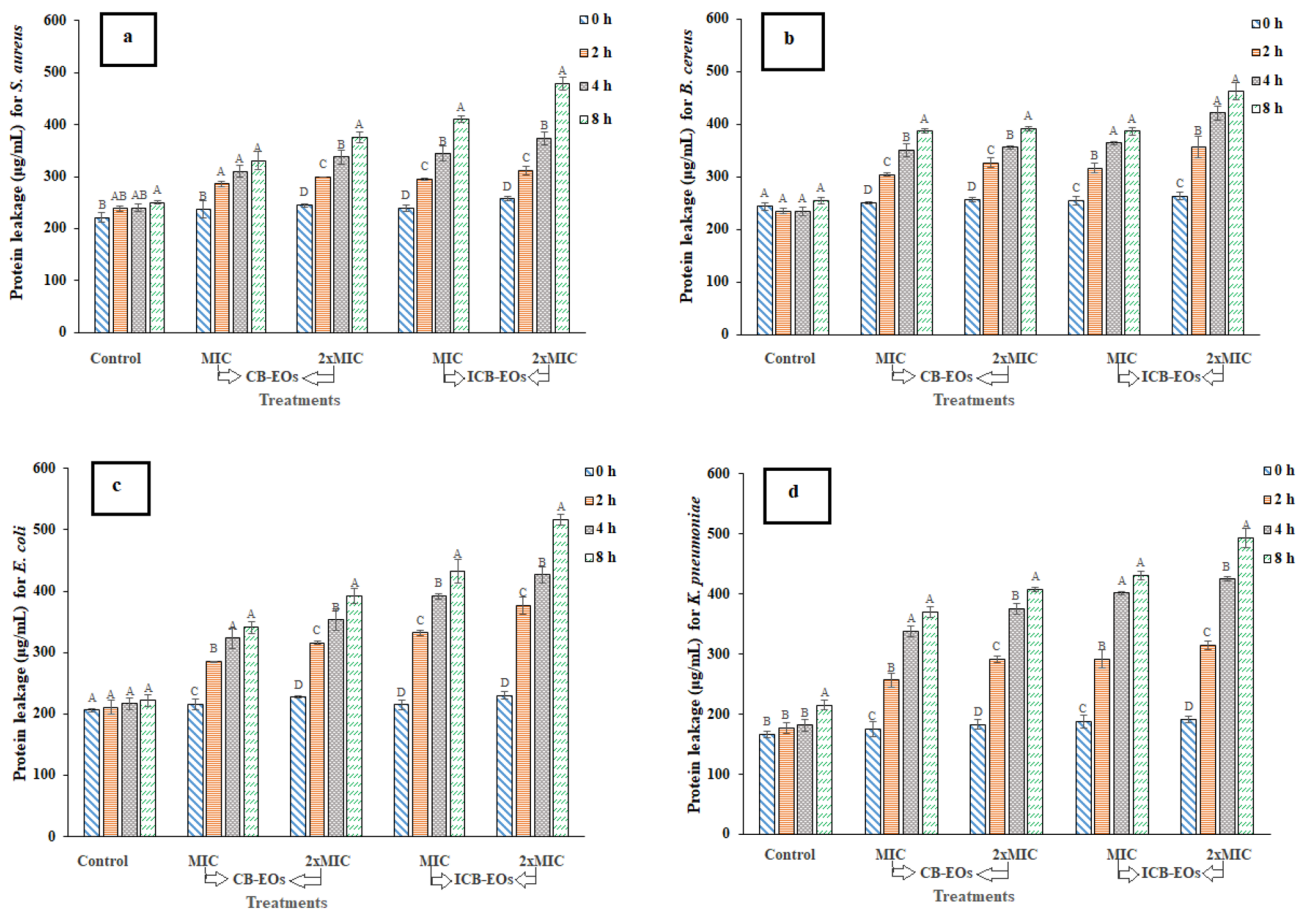 a
Protein leakage (µg/mL) for S. aureus
600
500
400
300
200
100
0
B AB AB A
B A A A
D C B A
D C B A
D C B A
0 h
2 h
4 h
8 h
Control MIC 2xMIC MIC 2xMIC
CB-EOs ICB-EOs
Treatments
b
Protein leakage (µg/mL) for B. cereus
600
500
400
300
200
100
0
A A A A
D C B A
D C B A
C B A A
C B A A
0 h
2 h
4 h
8 h
Control MIC 2xMIC MIC 2xMIC
CB-EOs ICB-EOs
Treatments
c
Protein leakage (µg/mL) for E. coli
600
500
400
300
200
100
0
A A A A
C B A A
D C B A
D C B A
D C B A
0 h
2 h
4 h
8 h
Control MIC 2xMIC MIC 2xMIC
CB-EOs ICB-EOs
Treatments
d
Protein leakage (µg/mL) for K. pneumoniae
600
500
400
300
200
100
0
B B B A
C B A A
D C B A
C B A A
D C B A
0 h
2 h
4 h
8 h
Control MIC 2xMIC MIC 2xMIC
CB-EOs ICB-EOs
Treatments